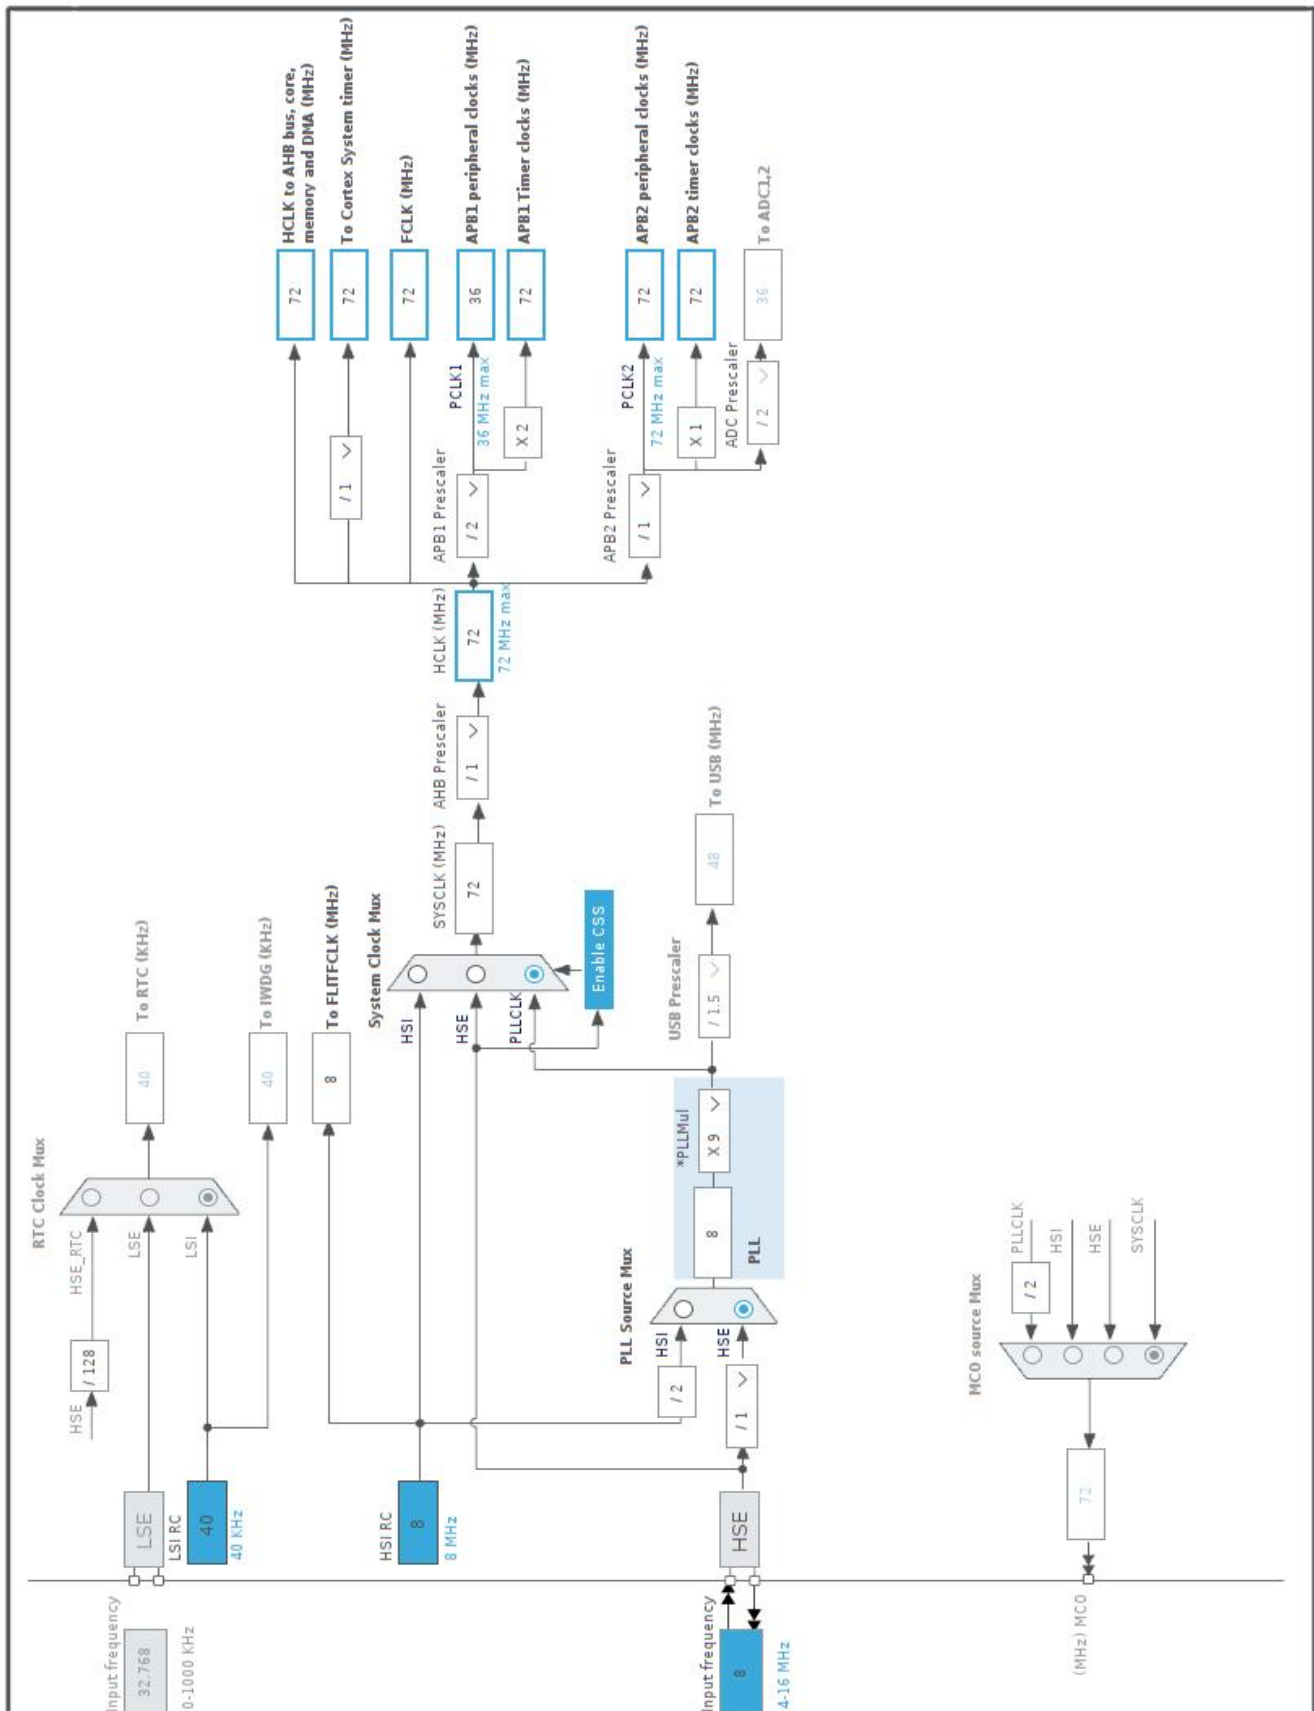 RTC Clock Mux
HSE
/ 128
HSE_RTC
Input frequency
32.768
LSE
LSE
40
To RTC (KHz)
0-1000 KHz
LSI RC
40
40 KHz
LSI
40
To IWDG (KHz)
8
To FLITFCLK (MHz)
HSI RC
8
8 MHz
System Clock Mux
HSI
HSE
PLLCLK
Enable CSS
SYSCLK (MHz)
72
AHB Prescaler
/ 1
HCLK (MHz)
72
72 MHz max
72
HCLK to AHB bus, core,
memory and DMA (MHz)
/ 1
72
To Cortex System timer (MHz)
72
FCLK (MHz)
APB1 Prescaler
/ 2
PCLK1
36 MHz max
36
APB1 peripheral clocks (MHz)
X 2
72
APB1 Timer clocks (MHz)
APB2 Prescaler
/ 1
PCLK2
72 MHz max
72
APB2 peripheral clocks (MHz)
X 1
72
APB2 timer clocks (MHz)
ADC Prescaler
/ 2
36
To ADC1,2
PLL Source Mux
HSI
/ 2
Input frequency
8
4-16 MHz
HSE
/ 1
HSE
8
*PLLMul
X 9
PLL
USB Prescaler
/ 1.5
48
To USB (MHz)
MCO source Mux
/ 2
PLLCLK
HSI
HSE
SYSCLK
(MHz) MCO
72